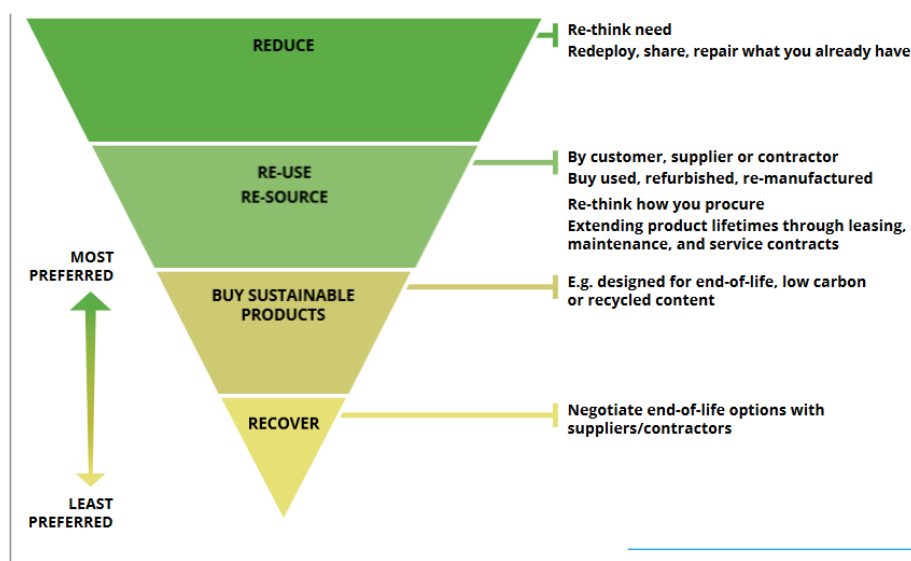 REDUCE
Re-think need
Redeploy, share, repair what you already have
RE-USE
RE-SOURCE
By customer, supplier or contractor
Buy used, refurbished, re-manufactured
Re-think how you procure
Extending product lifetimes through leasing,
maintenance, and service contracts
MOST
PREFERRED
BUY SUSTAINABLE
PRODUCTS
E.g. designed for end-of-life, low carbon
or recycled content
RECOVER
Negotiate end-of-life options with
suppliers/contractors
LEAST
PREFERRED